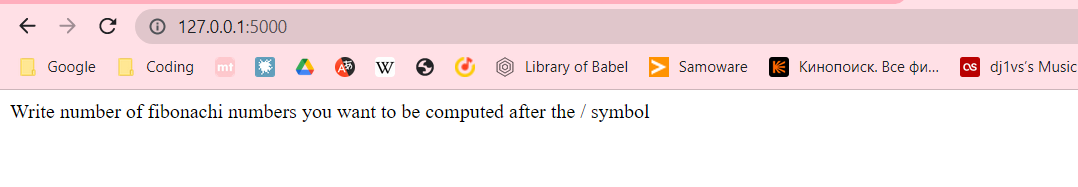 127.0.0.1:5000
Google Coding mt W Library of Babel Samoware Кинопоиск. Все фи... dj1vs's Music
Write number of fibonachi numbers you want to be computed after the / symbol